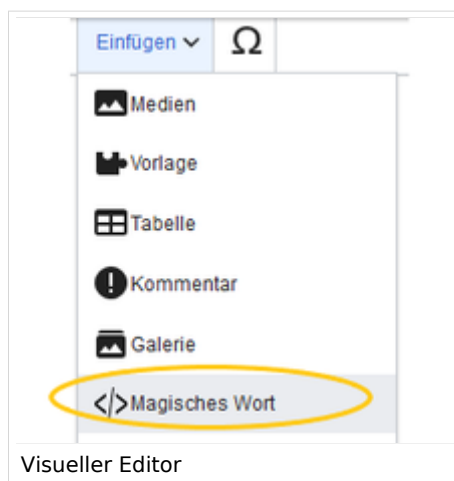 Einfügen Ω
Medien
Vorlage
Tabelle
Kommentar
Galerie
Magisches Wort
Visueller Editor